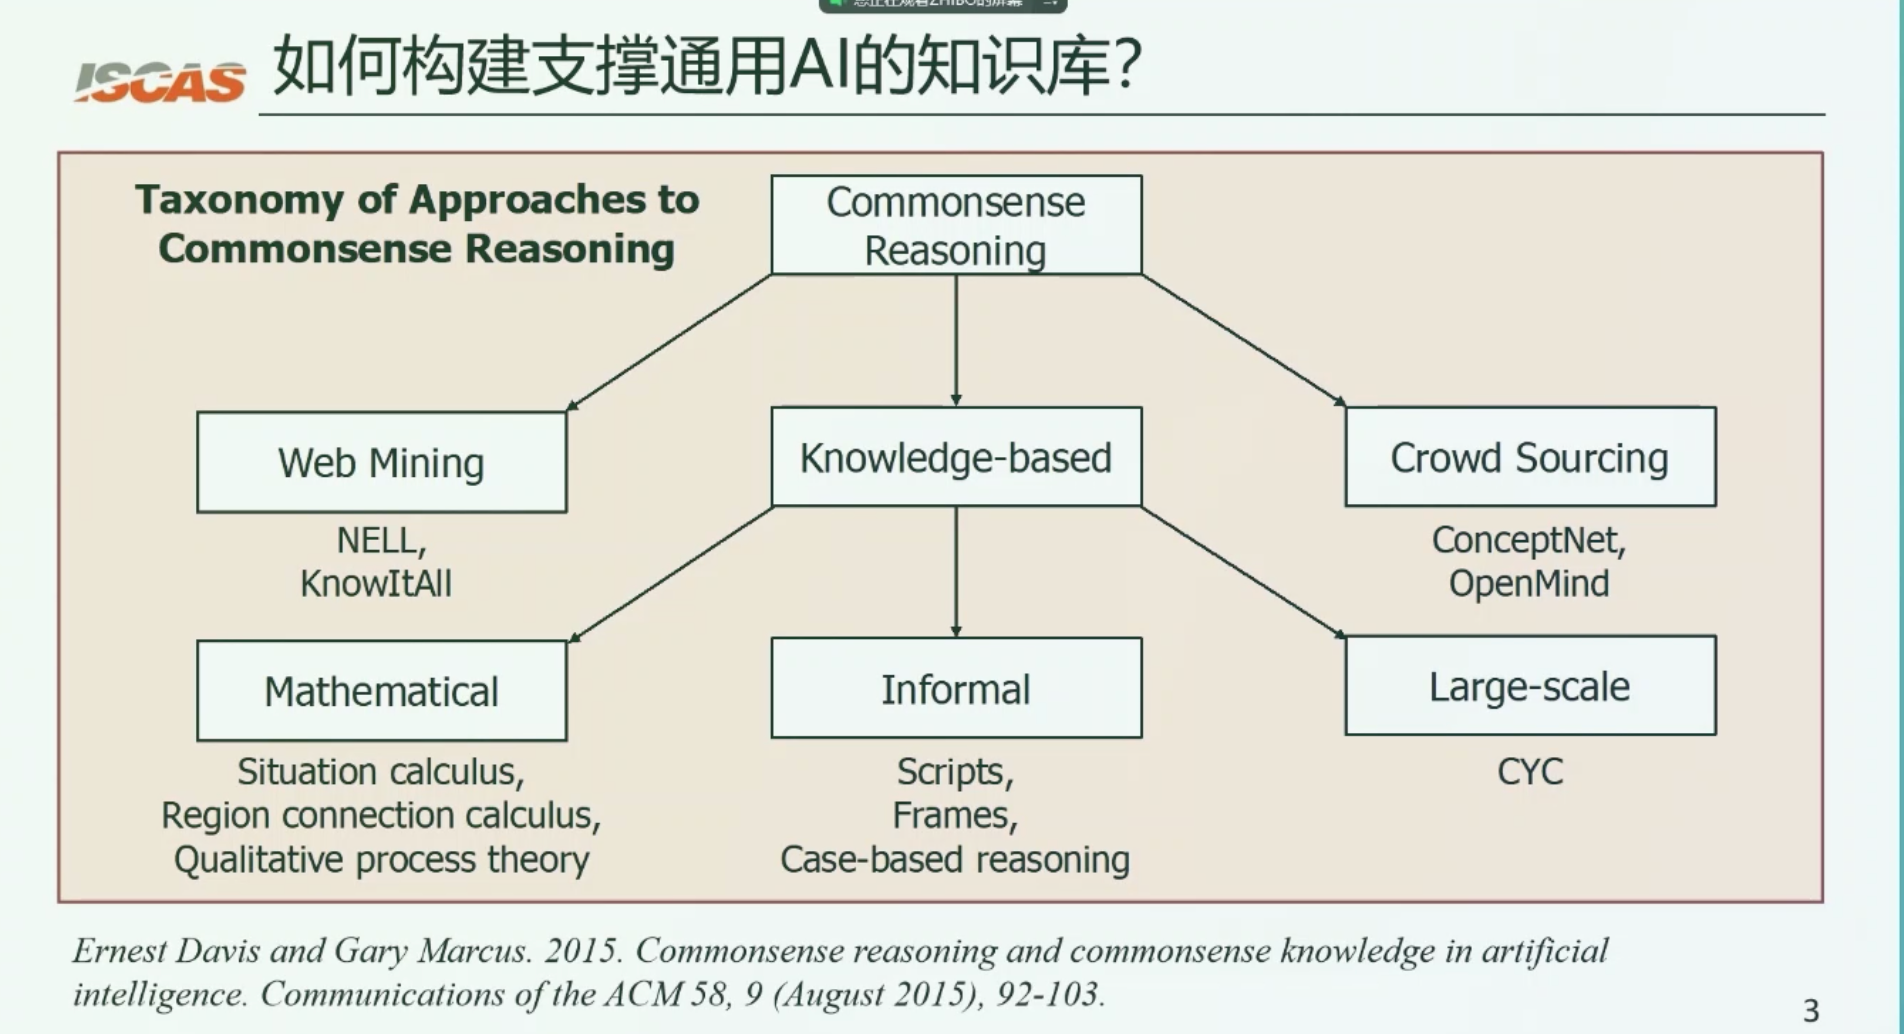 ISCAS
如何构建支撑通用AI的知识库?
Taxonomy of Approaches to
Commonsense Reasoning
Commonsense
Reasoning
Web Mining
Knowledge-based
Crowd Sourcing
NELL,
KnowItAll
ConceptNet,
OpenMind
Mathematical
Informal
Large-scale
Situation calculus,
Region connection calculus,
Qualitative process theory
Scripts,
Frames,
Case-based reasoning
CYC
Ernest Davis and Gary Marcus. 2015. Commonsense reasoning and commonsense knowledge in artificial
intelligence. Communications of the ACM 58, 9 (August 2015), 92-103.
3